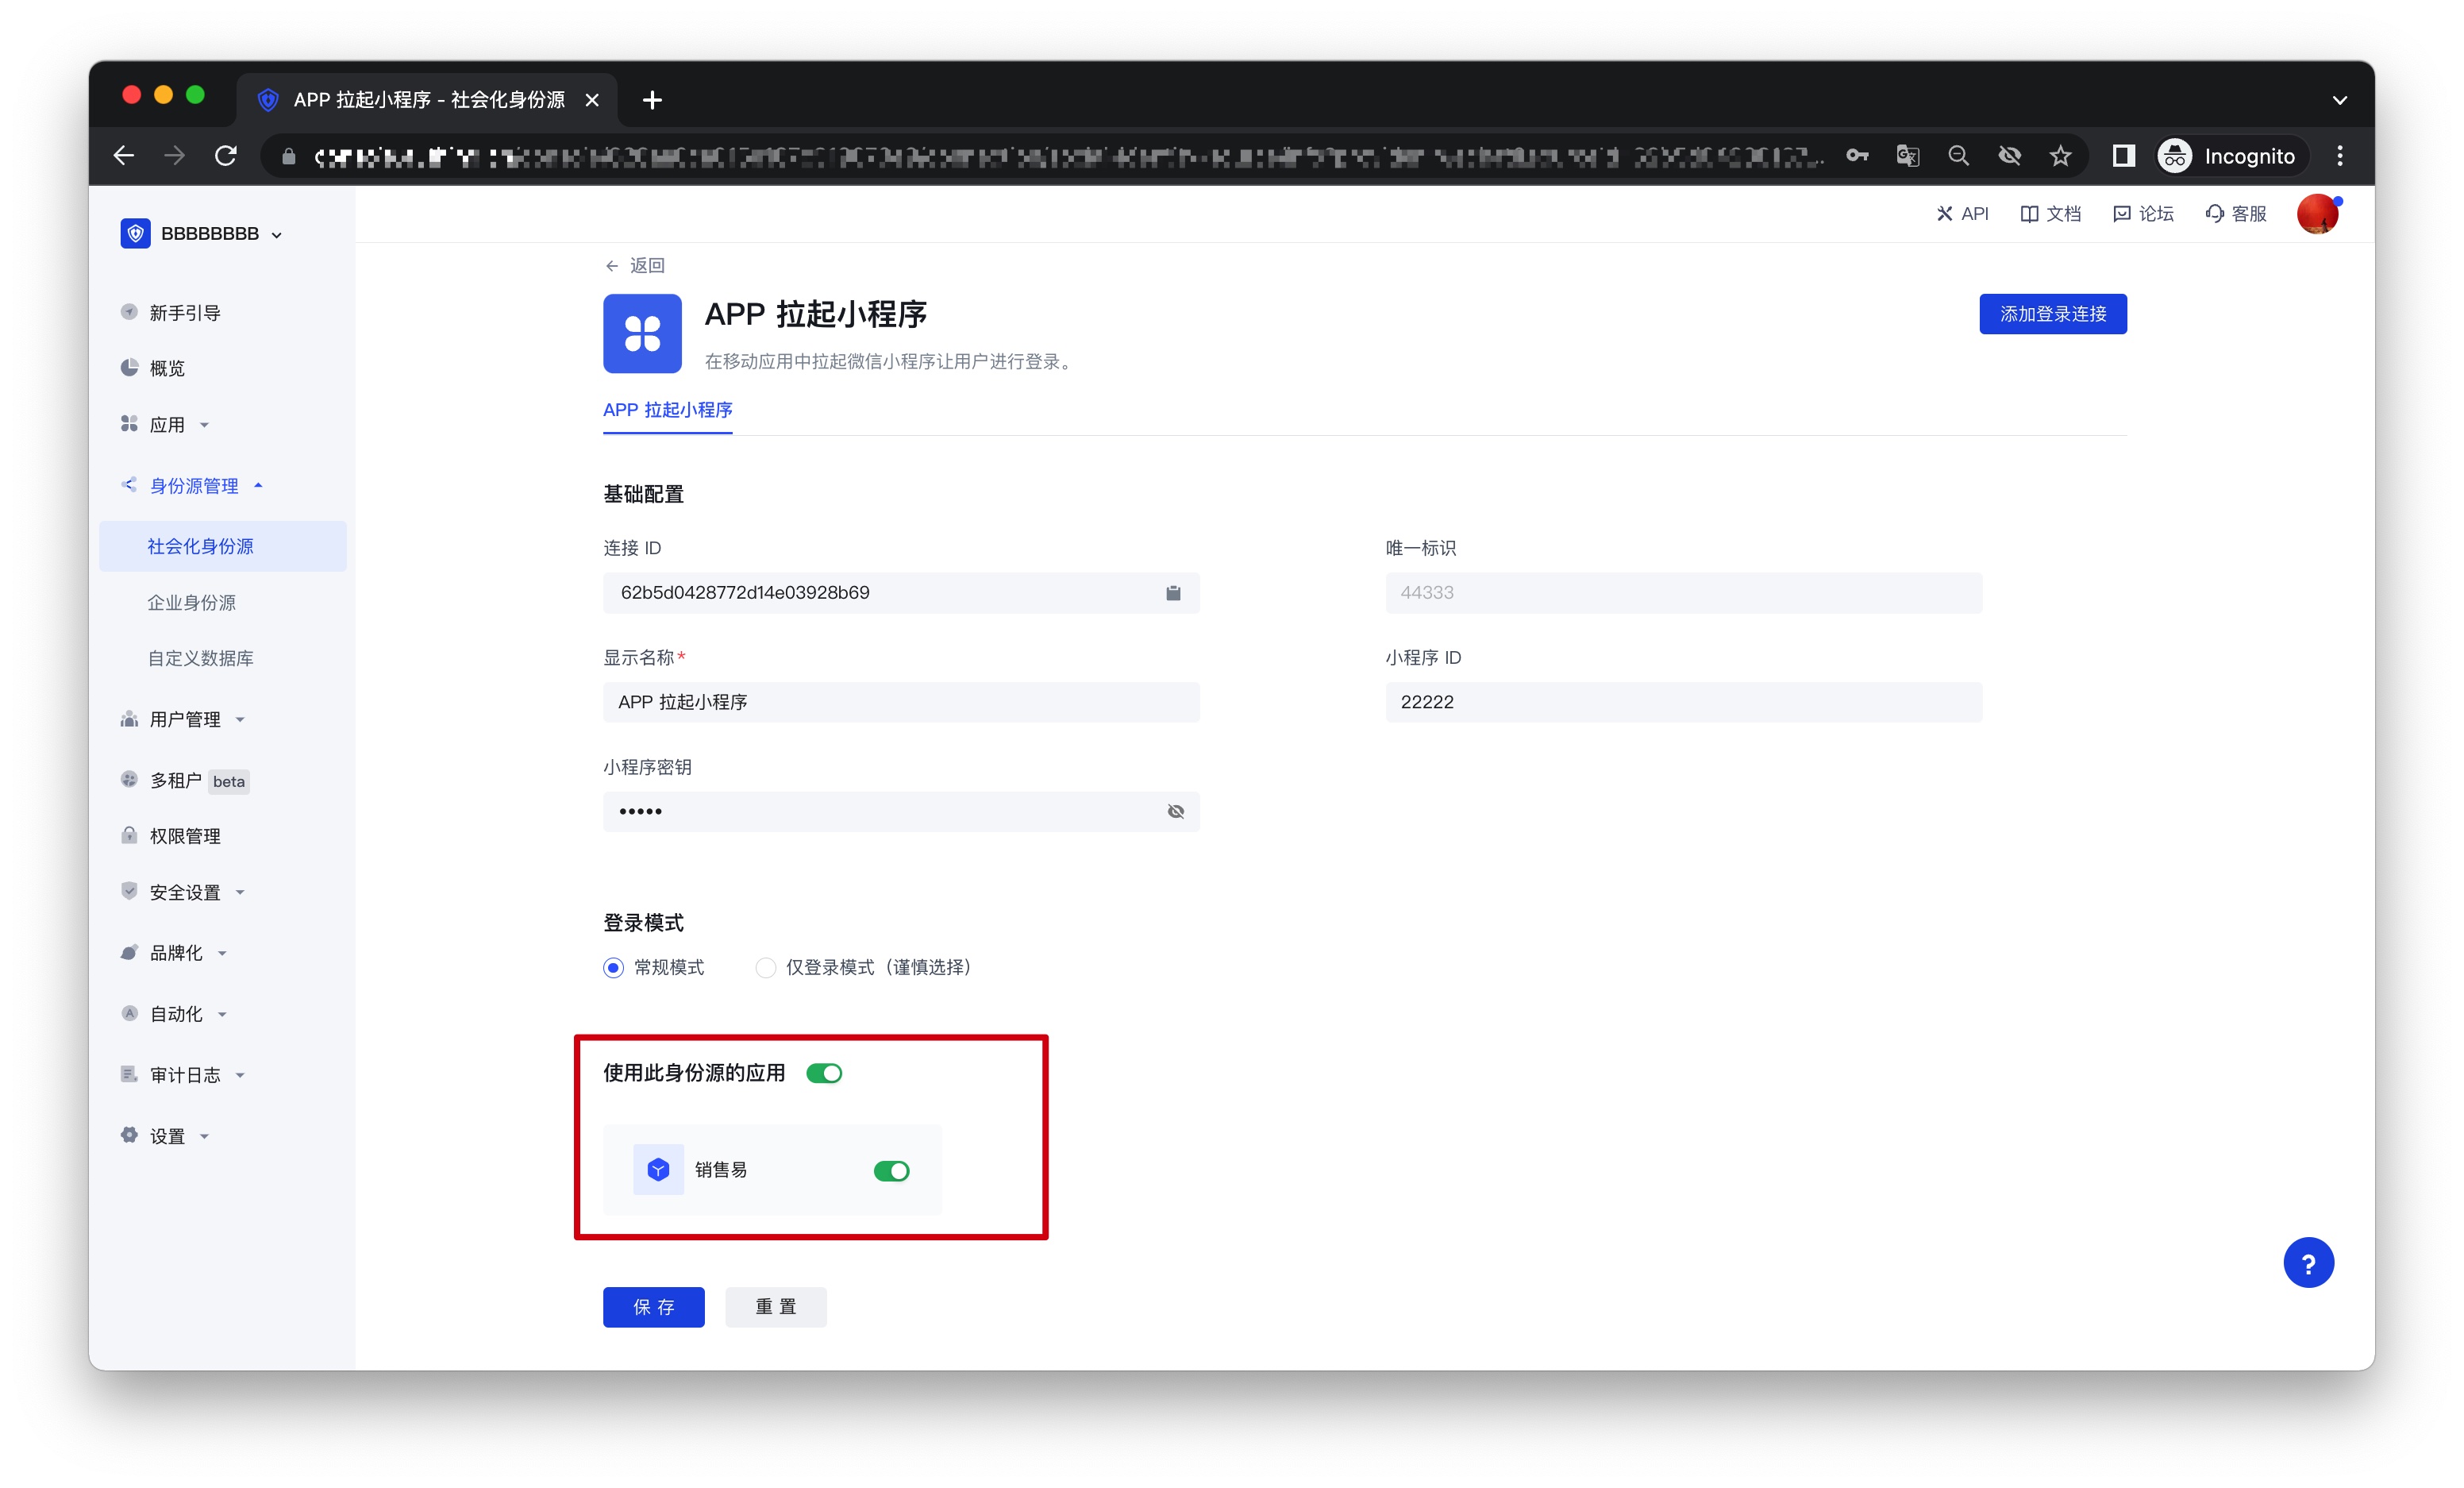 APP 拉起小程序 - 社会化身份源
Incognito
BBBBBBBB
API
文档
论坛
客服
新手引导
概览
应用
身份源管理
社会化身份源
企业身份源
自定义数据库
用户管理
多租户 beta
权限管理
安全设置
品牌化
自动化
审计日志
设置
返回
APP 拉起小程序
在移动应用中拉起微信小程序让用户进行登录。
添加登录连接
APP 拉起小程序
基础配置
连接 ID
唯一标识
62b5d0428772d14e03928b69
44333
显示名称*
小程序 ID
APP 拉起小程序
22222
小程序密钥
•••••
登录模式
常规模式
仅登录模式（谨慎选择）
使用此身份源的应用
销售易
保 存
重 置
?